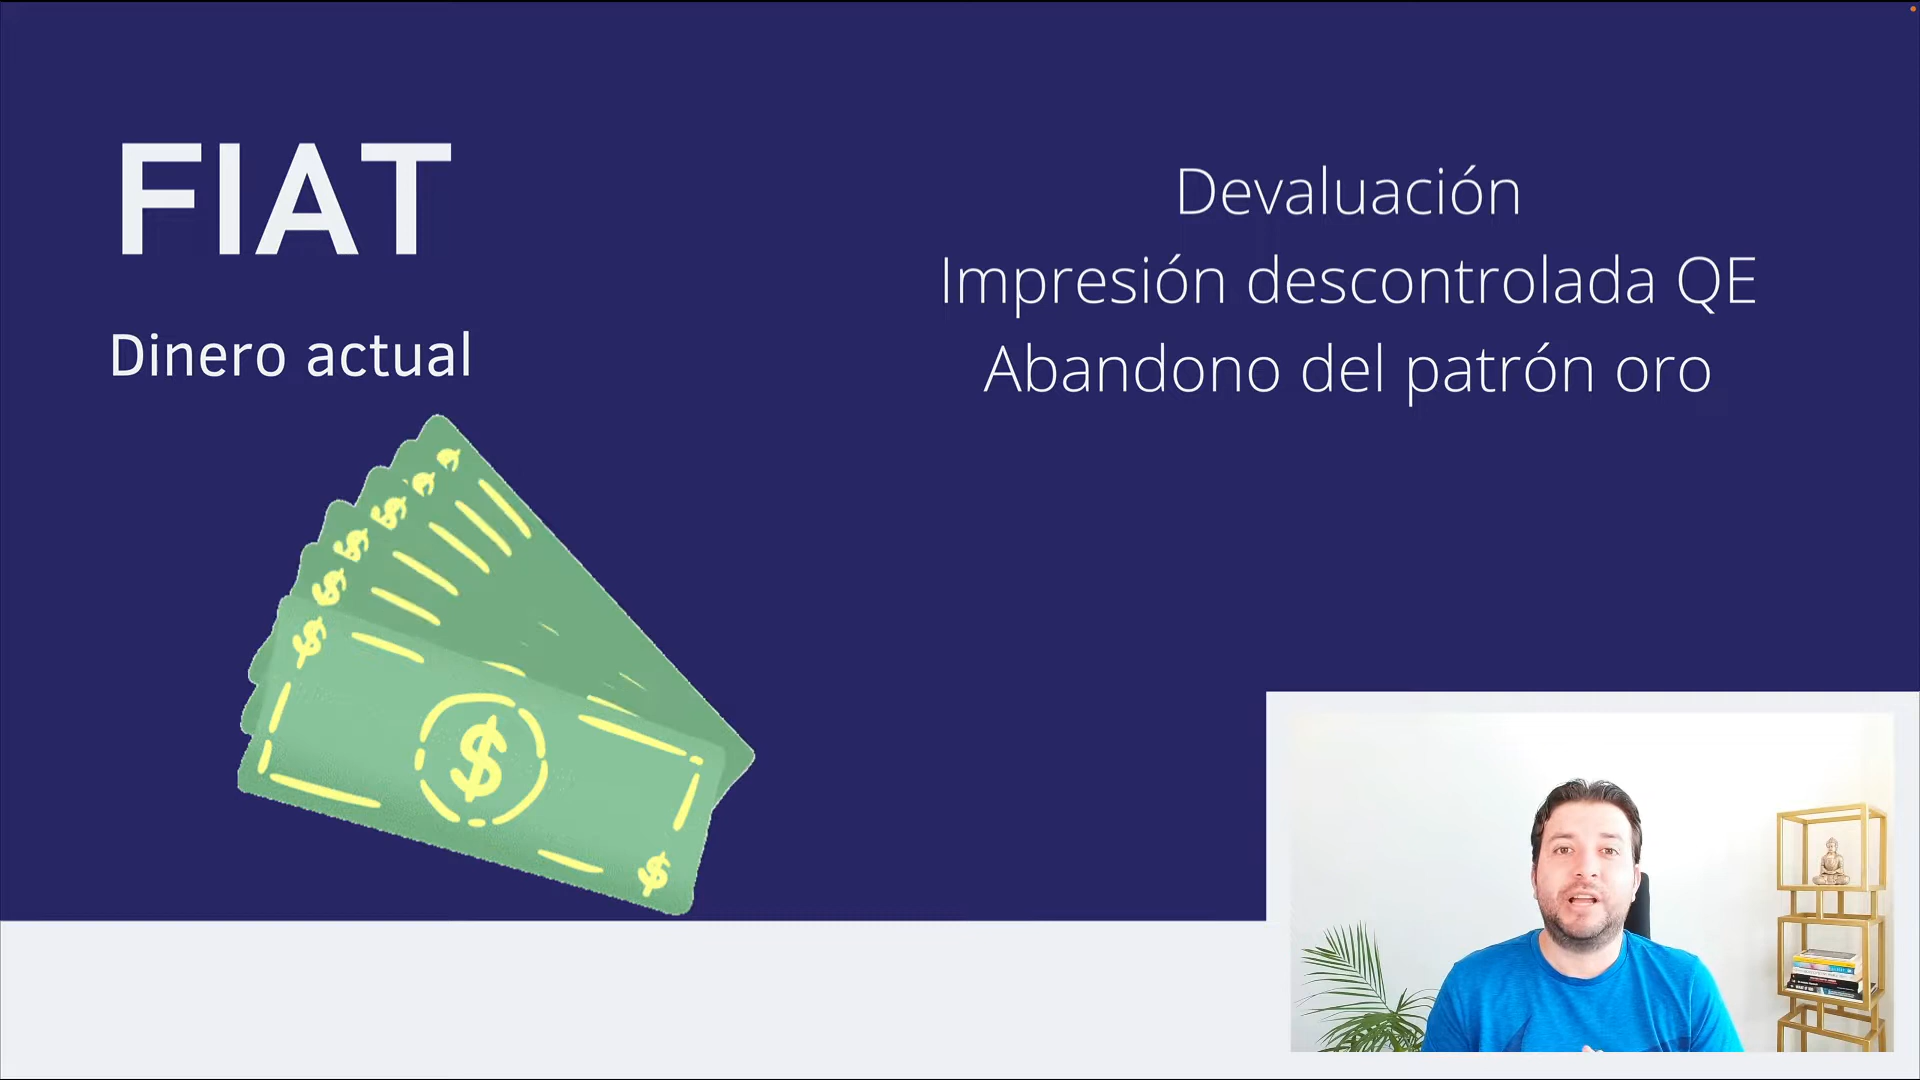 FIAT
Dinero actual
Devaluación
Impresión descontrolada QE
Abandono del patrón oro